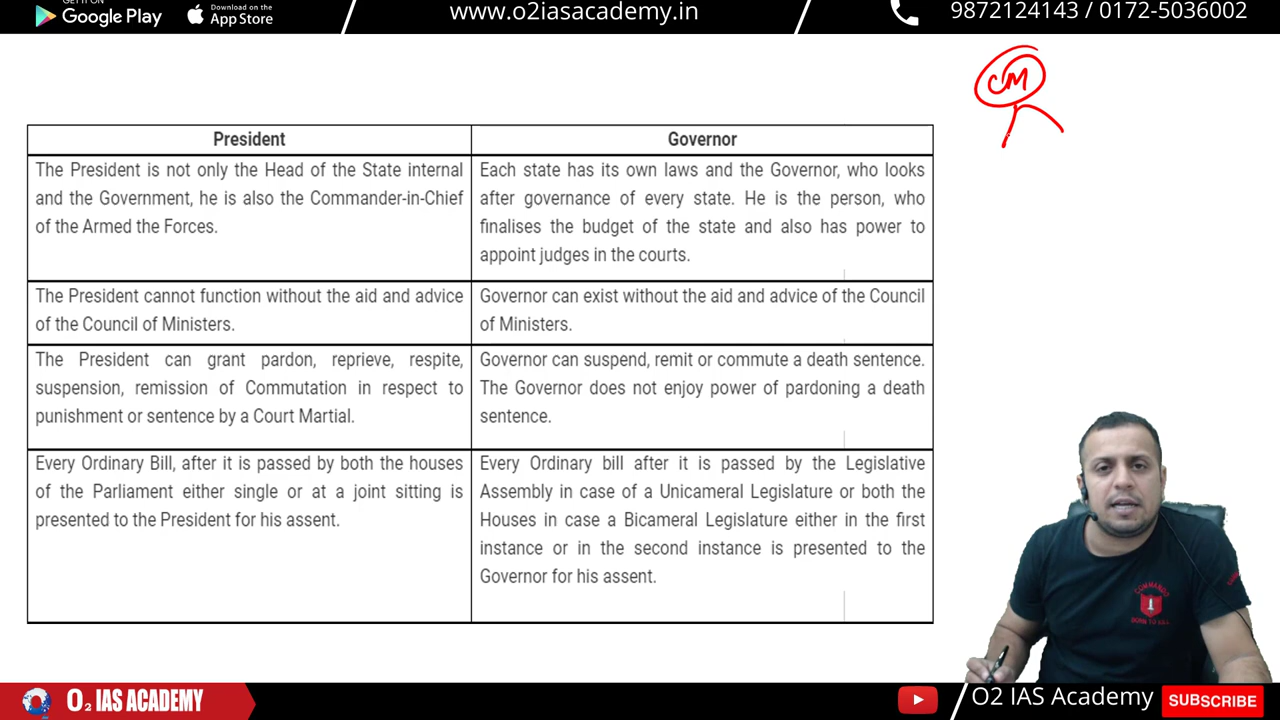 GET IT ON
Google Play
Download on the
App Store
www.o2iasacademy.in
9872124143 / 0172-5036002
CM
President
Governor
The President is not only the Head of the State internal
and the Government, he is also the Commander-in-Chief
of the Armed the Forces.
Each state has its own laws and the Governor, who looks
after governance of every state. He is the person, who
finalises the budget of the state and also has power to
appoint judges in the courts.
The President cannot function without the aid and advice
of the Council of Ministers.
Governor can exist without the aid and advice of the Council
of Ministers.
The President can grant pardon, reprieve, respite,
suspension, remission of Commutation in respect to
punishment or sentence by a Court Martial.
Governor can suspend, remit or commute a death sentence.
The Governor does not enjoy power of pardoning a death
sentence.
Every Ordinary Bill, after it is passed by both the houses
of the Parliament either single or at a joint sitting is
presented to the President for his assent.
Every Ordinary bill after it is passed by the Legislative
Assembly in case of a Unicameral Legislature or both the
Houses in case a Bicameral Legislature either in the first
instance or in the second instance is presented to the
Governor for his assent.
COMMANDO
BORN TO KILL
O2 IAS ACADEMY
O2 IAS Academy
SUBSCRIBE